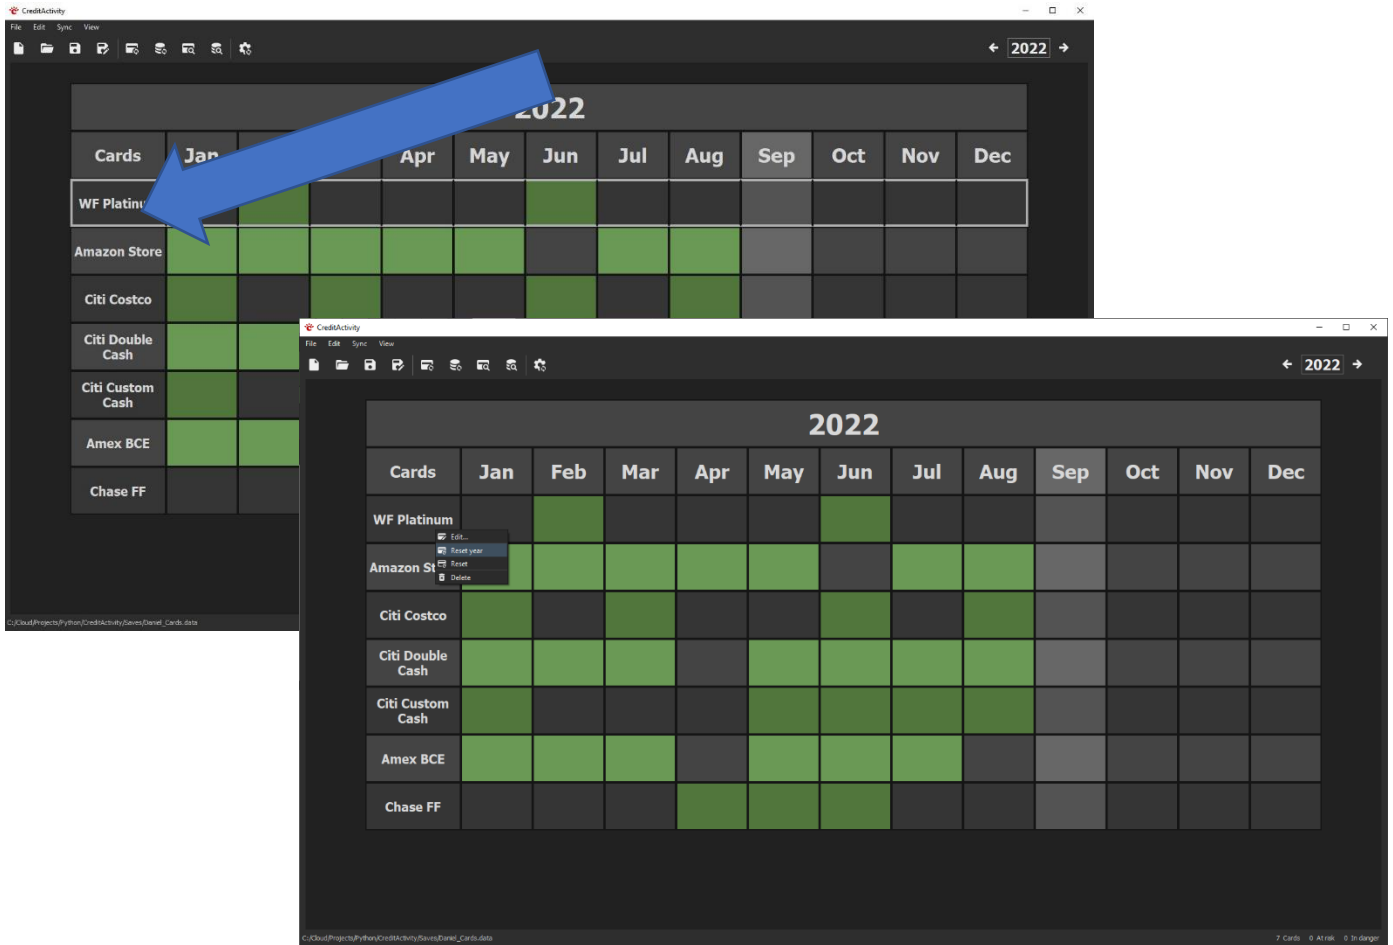 CreditActivity
File Edit Sync View
2022
2022
Cards Jan Apr May Jun Jul Aug Sep Oct Nov Dec
WF Platinu
Amazon Store
Citi Costco
Citi Double
Cash
Citi Custom
Cash
Amex BCE
Chase FF
C:/Cloud/Projects/Python/CreditActivity/Saves/Daniel_Cards.data
CreditActivity
File Edit Sync View
2022
2022
Cards Jan Feb Mar Apr May Jun Jul Aug Sep Oct Nov Dec
WF Platinum
Edit...
Reset year
Amazon St
Reset
Delete
Citi Costco
Citi Double
Cash
Citi Custom
Cash
Amex BCE
Chase FF
C:/Cloud/Projects/Python/CreditActivity/Saves/Daniel_Cards.data
7 Cards 0 At risk 0 In danger